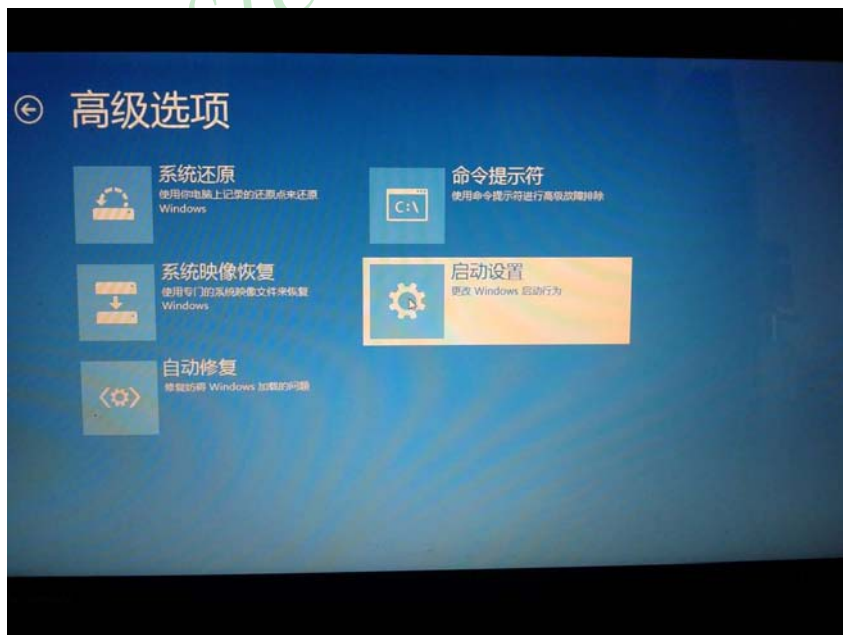 高级选项
系统还原
使用你电脑上记录的还原点来还原
Windows
命令提示符
使用命令提示符进行高级故障排除
C:\
系统映像恢复
使用专门的系统映像文件来恢复
Windows
启动设置
更改 Windows 启动行为
自动修复
修复妨碍 Windows 加载的问题